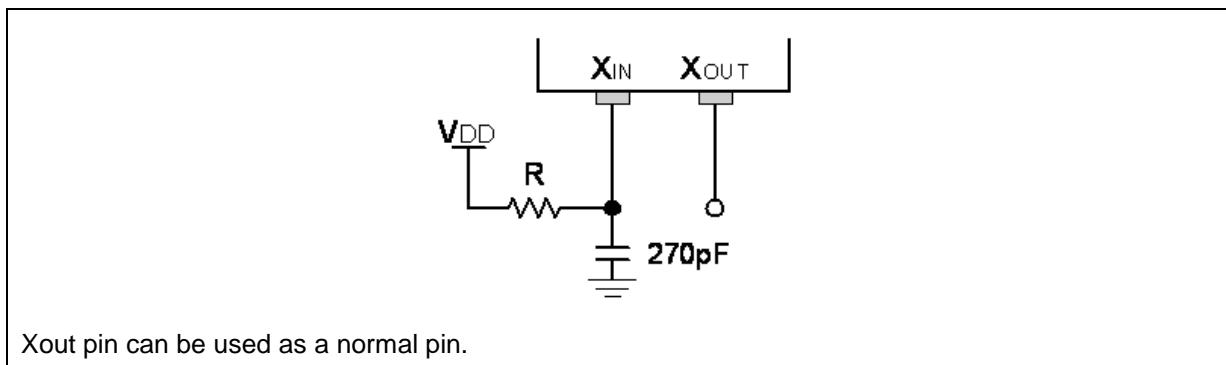 XIN XOUT
VDD
R
270pF
Xout pin can be used as a normal pin.